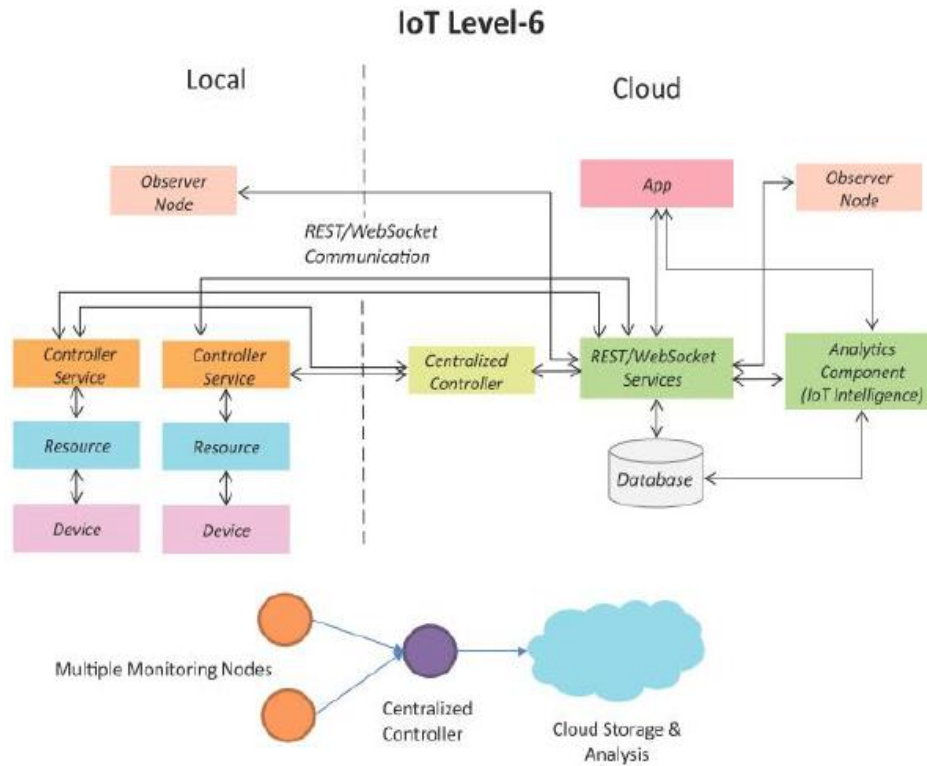 IoT Level-6
Local
Cloud
Observer
Node
App
Observer
Node
REST/WebSocket
Communication
Controller
Service
Controller
Service
Centralized
Controller
REST/WebSocket
Services
Analytics
Component
(IoT Intelligence)
Resource
Resource
Database
Device
Device
Multiple Monitoring Nodes
Centralized
Controller
Cloud Storage &
Analysis